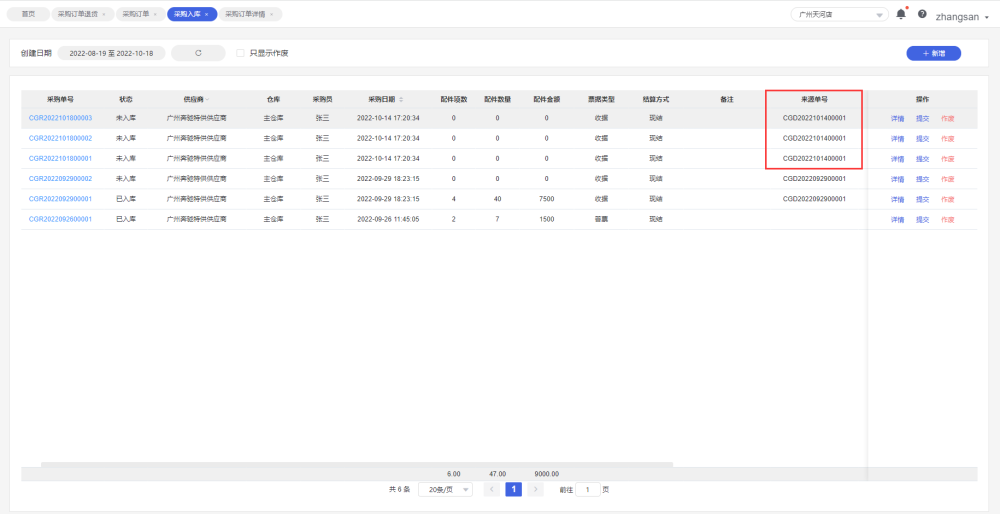 首页 采购订单退货 × 采购订单 × 采购入库 × 采购订单详情 × 广州天河店 zhangsan
创建日期 2022-08-19 至 2022-10-18 只显示作废 + 新增
采购单号 状态 供应商 仓库 采购员 采购日期 配件项数 配件数量 配件金额 票据类型 结算方式 备注 来源单号 操作
CGR2022101800003 未入库 广州奔驰特供供应商 主仓库 张三 2022-10-14 17:20:34 0 0 0 收据 现结 CGD2022101400001 详情 提交 作废
CGR2022101800002 未入库 广州奔驰特供供应商 主仓库 张三 2022-10-14 17:20:34 0 0 0 收据 现结 CGD2022101400001 详情 提交 作废
CGR2022101800001 未入库 广州奔驰特供供应商 主仓库 张三 2022-10-14 17:20:34 0 0 0 收据 现结 CGD2022101400001 详情 提交 作废
CGR2022092900002 未入库 广州奔驰特供供应商 主仓库 张三 2022-09-29 18:23:15 0 0 0 收据 现结 CGD2022092900001 详情 提交 作废
CGR2022092900001 已入库 广州奔驰特供供应商 主仓库 张三 2022-09-29 18:23:15 4 40 7500 收据 现结 CGD2022092900001 详情 提交 作废
CGR2022092600001 已入库 广州奔驰特供供应商 主仓库 张三 2022-09-26 11:45:05 2 7 1500 普票 现结 详情 提交 作废
6.00 47.00 9000.00
共 6 条 20条/页 < 1 > 前往 1 页